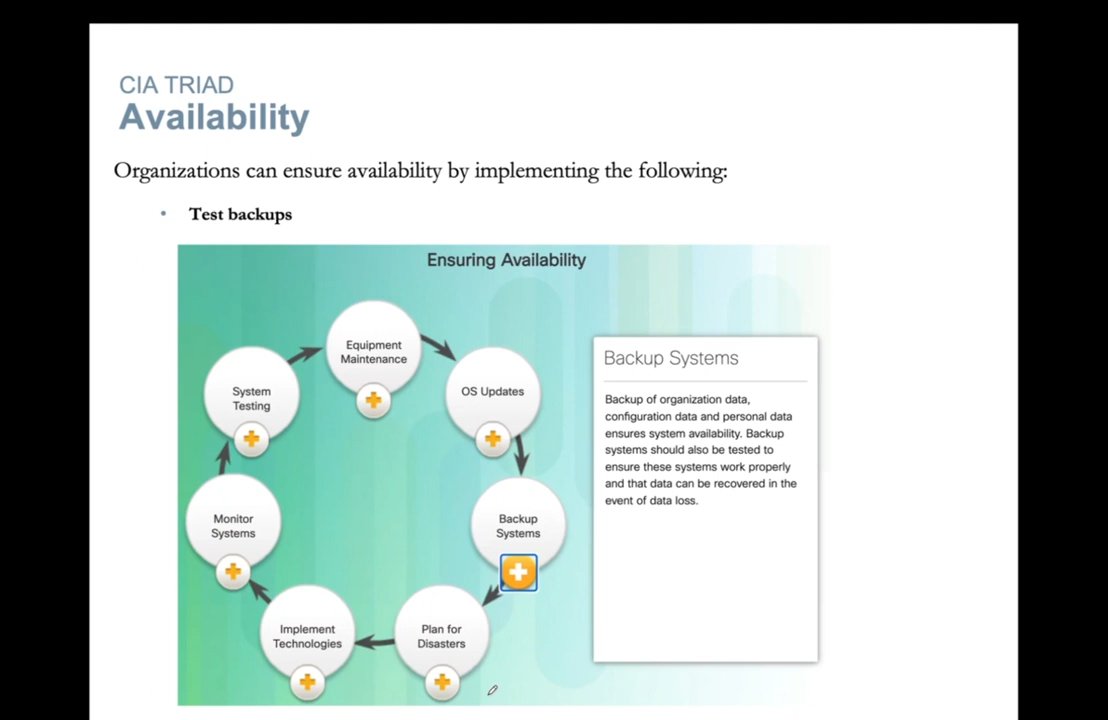 CIA TRIAD
Availability
Organizations can ensure availability by implementing the following:
• Test backups
Ensuring Availability
Equipment
Maintenance
OS Updates
Backup
Systems
Plan for
Disasters
Implement
Technologies
Monitor
Systems
System
Testing
Backup Systems
Backup of organization data,
configuration data and personal data
ensures system availability. Backup
systems should also be tested to
ensure these systems work properly
and that data can be recovered in the
event of data loss.